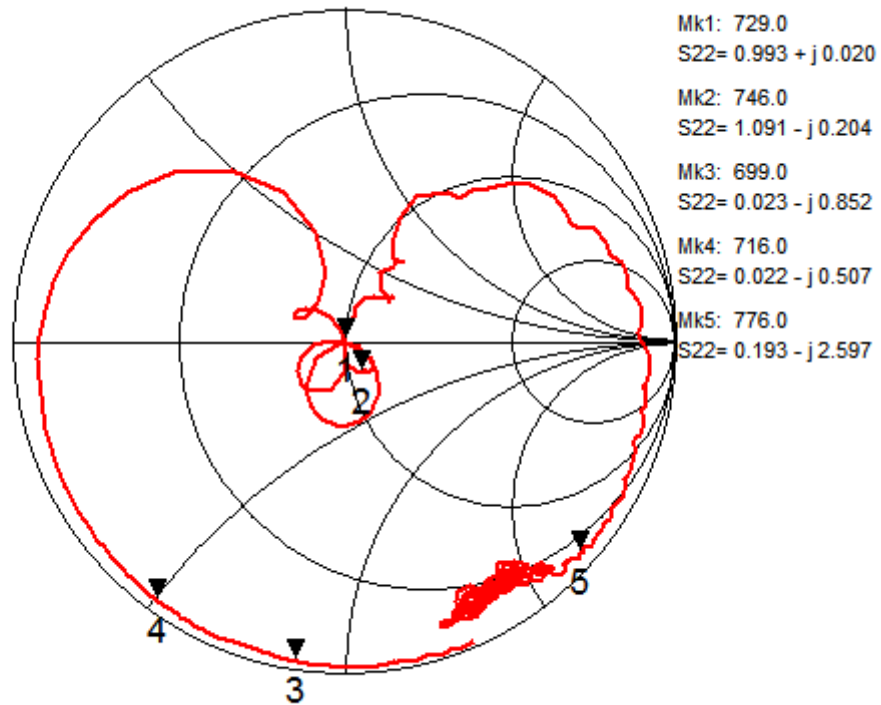 Mk1: 729.0
S22= 0.993 + j 0.020
Mk2: 746.0
S22= 1.091 - j 0.204
Mk3: 699.0
S22= 0.023 - j 0.852
Mk4: 716.0
S22= 0.022 - j 0.507
Mk5: 776.0
S22= 0.193 - j 2.597
1
2
5
4
3